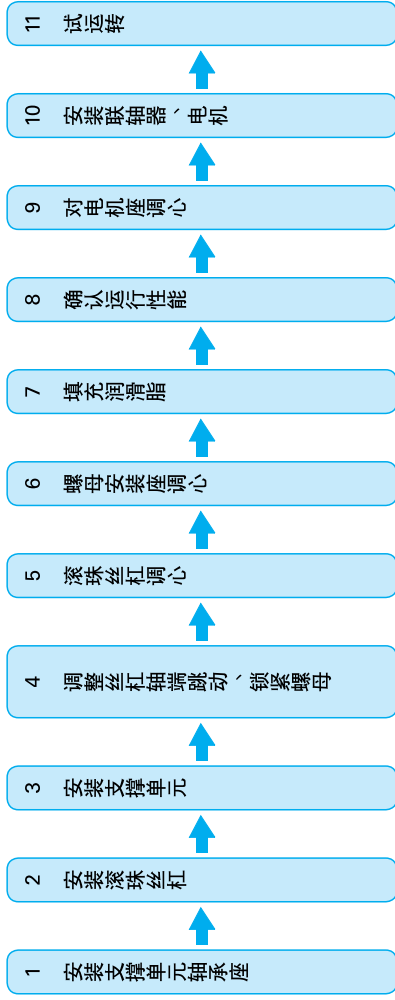 1 安装支撑单元轴承座
2 安装滚珠丝杠
3 安装支撑单元
4 调整丝杠轴端跳动、锁紧螺母
5 滚珠丝杠调心
6 螺母安装座调心
7 填充润滑脂
8 确认运行性能
9 对电机座调心
10 安装联轴器、电机
11 试运转